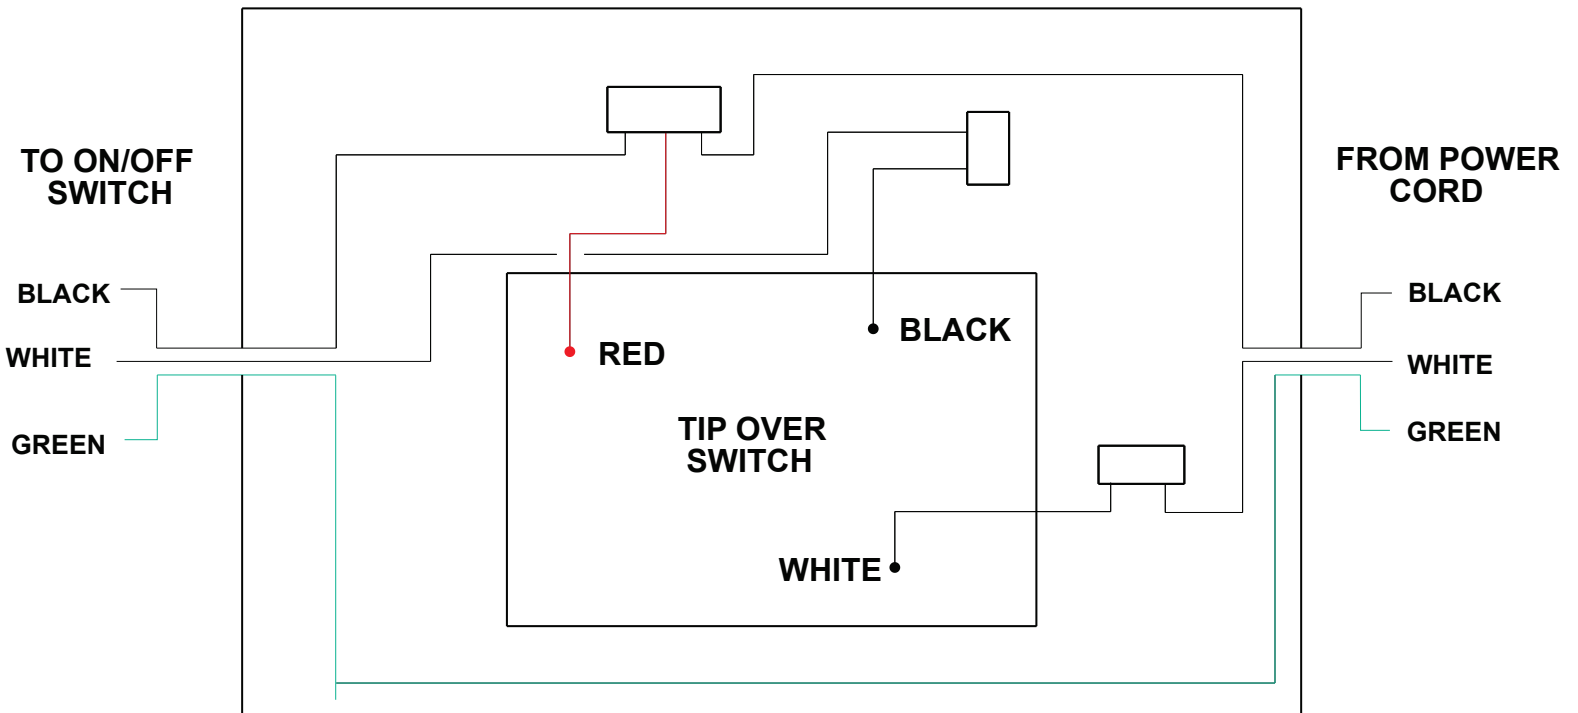 TO ON/OFF
SWITCH
FROM POWER
CORD
BLACK
BLACK
BLACK
RED
WHITE
WHITE
TIP OVER
SWITCH
GREEN
GREEN
WHITE